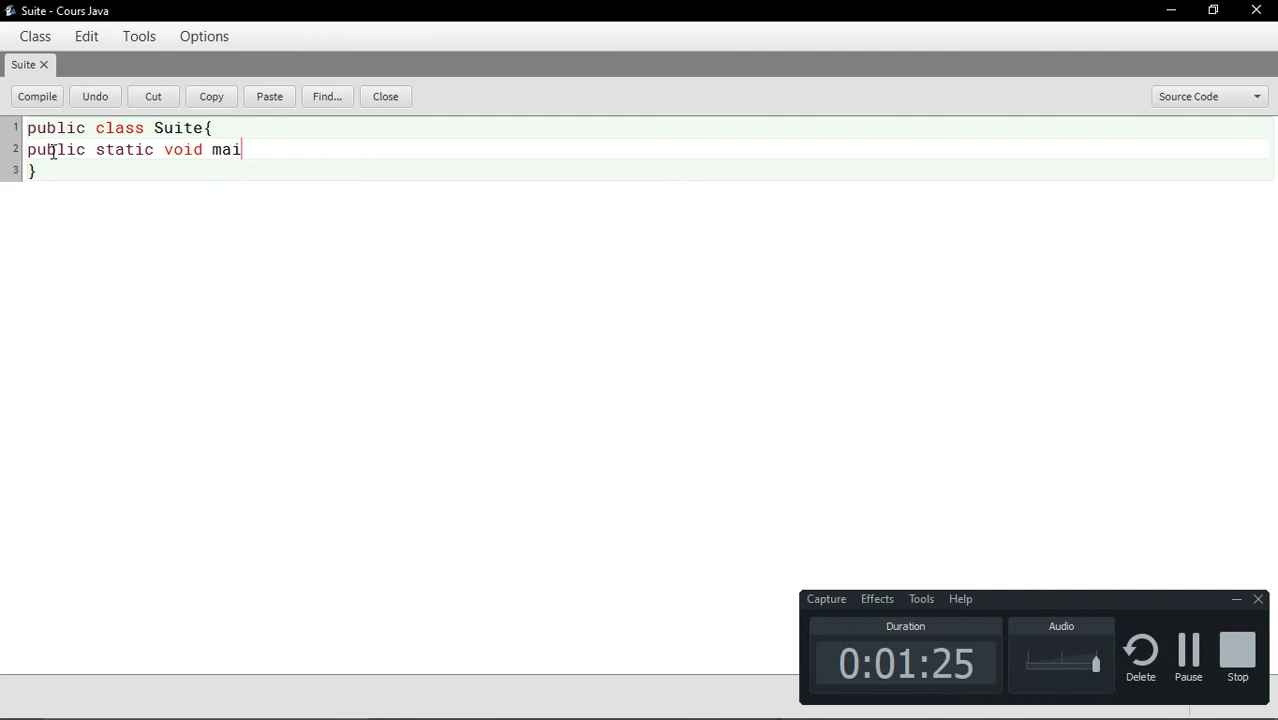 Suite - Cours Java
Class Edit Tools Options
Suite
Compile Undo Cut Copy Paste Find... Close Source Code
1 public class Suite{
2 public static void mai
3 }
Capture Effects Tools Help
Duration Audio
0:01:25
Delete Pause Stop